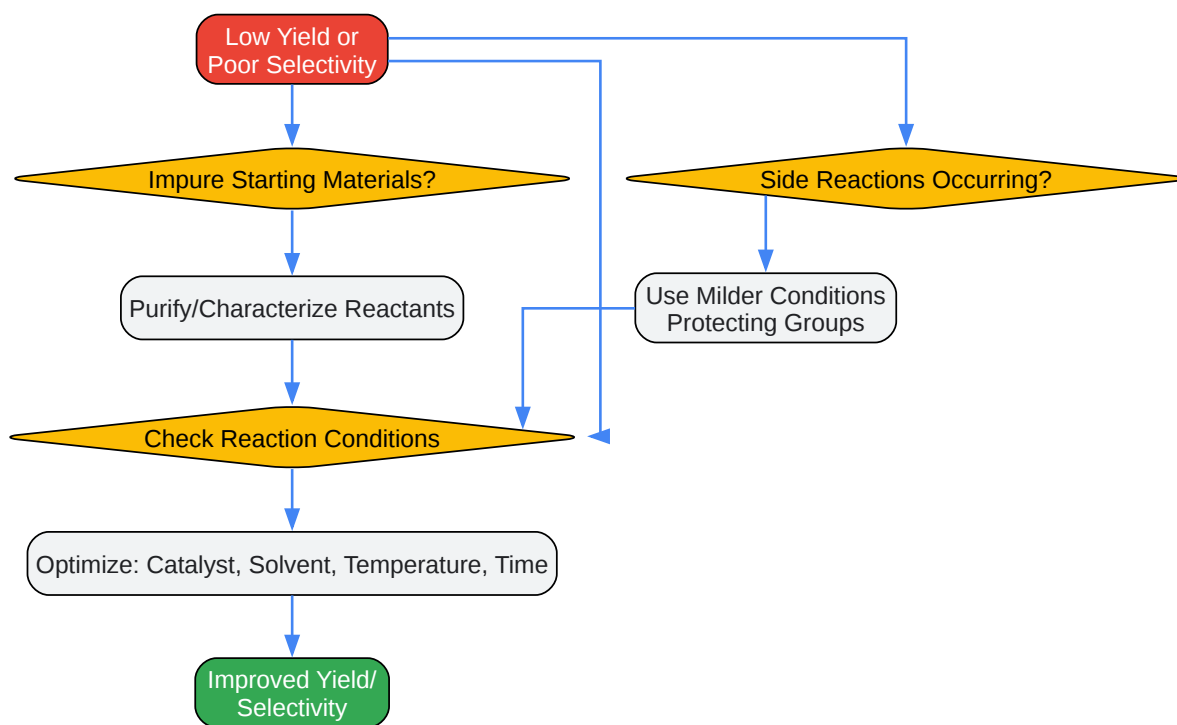 Low Yield or
Poor Selectivity
Impure Starting Materials?
Side Reactions Occurring?
Purify/Characterize Reactants
Use Milder Conditions
Protecting Groups
Check Reaction Conditions
Optimize: Catalyst, Solvent, Temperature, Time
Improved Yield/
Selectivity